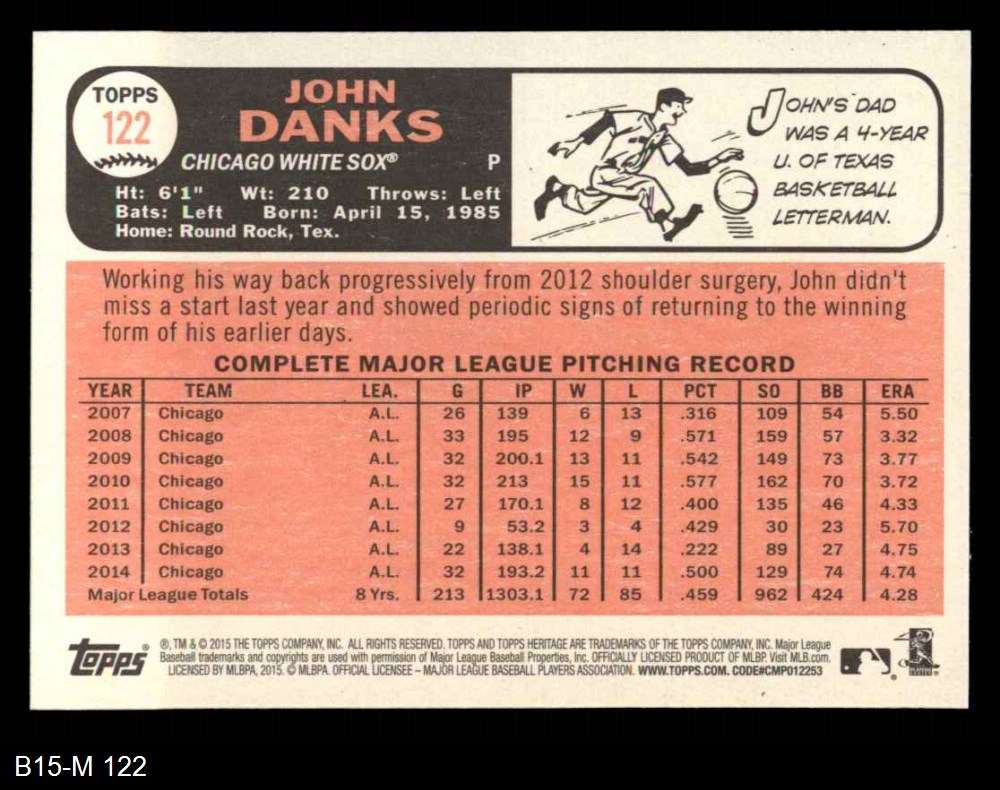 TOPPS
122
JOHN
DANKS
CHICAGO WHITE SOX® P
Ht: 6'1" Wt: 210 Throws: Left
Bats: Left Born: April 15, 1985
Home: Round Rock, Tex.
JOHN'S DAD
WAS A 4-YEAR
U. OF TEXAS
BASKETBALL
LETTERMAN.
Working his way back progressively from 2012 shoulder surgery, John didn't
miss a start last year and showed periodic signs of returning to the winning
form of his earlier days.
COMPLETE MAJOR LEAGUE PITCHING RECORD
YEAR TEAM LEA. G IP W L PCT SO BB ERA
2007 Chicago A.L. 26 139 6 13 .316 109 54 5.50
2008 Chicago A.L. 33 195 12 9 .571 159 57 3.32
2009 Chicago A.L. 32 200.1 13 11 .542 149 73 3.77
2010 Chicago A.L. 32 213 15 11 .577 162 70 3.72
2011 Chicago A.L. 27 170.1 8 12 .400 135 46 4.33
2012 Chicago A.L. 9 53.2 3 4 .429 30 23 5.70
2013 Chicago A.L. 22 138.1 4 14 .222 89 27 4.75
2014 Chicago A.L. 32 193.2 11 11 .500 129 74 4.74
Major League Totals 8 Yrs. 213 1303.1 72 85 .459 962 424 4.28
Topps
®, TM & © 2015 THE TOPPS COMPANY, INC. ALL RIGHTS RESERVED. TOPPS AND TOPPS HERITAGE ARE TRADEMARKS OF THE TOPPS COMPANY, INC. Major League
Baseball trademarks and copyrights are used with permission of Major League Baseball Properties, Inc. OFFICIALLY LICENSED PRODUCT OF MLBP. Visit MLB.com.
LICENSED BY MLBPA, 2015. © MLBPA. OFFICIAL LICENSEE – MAJOR LEAGUE BASEBALL PLAYERS ASSOCIATION. WWW.TOPPS.COM. CODE#CMP012253
B15-M 122